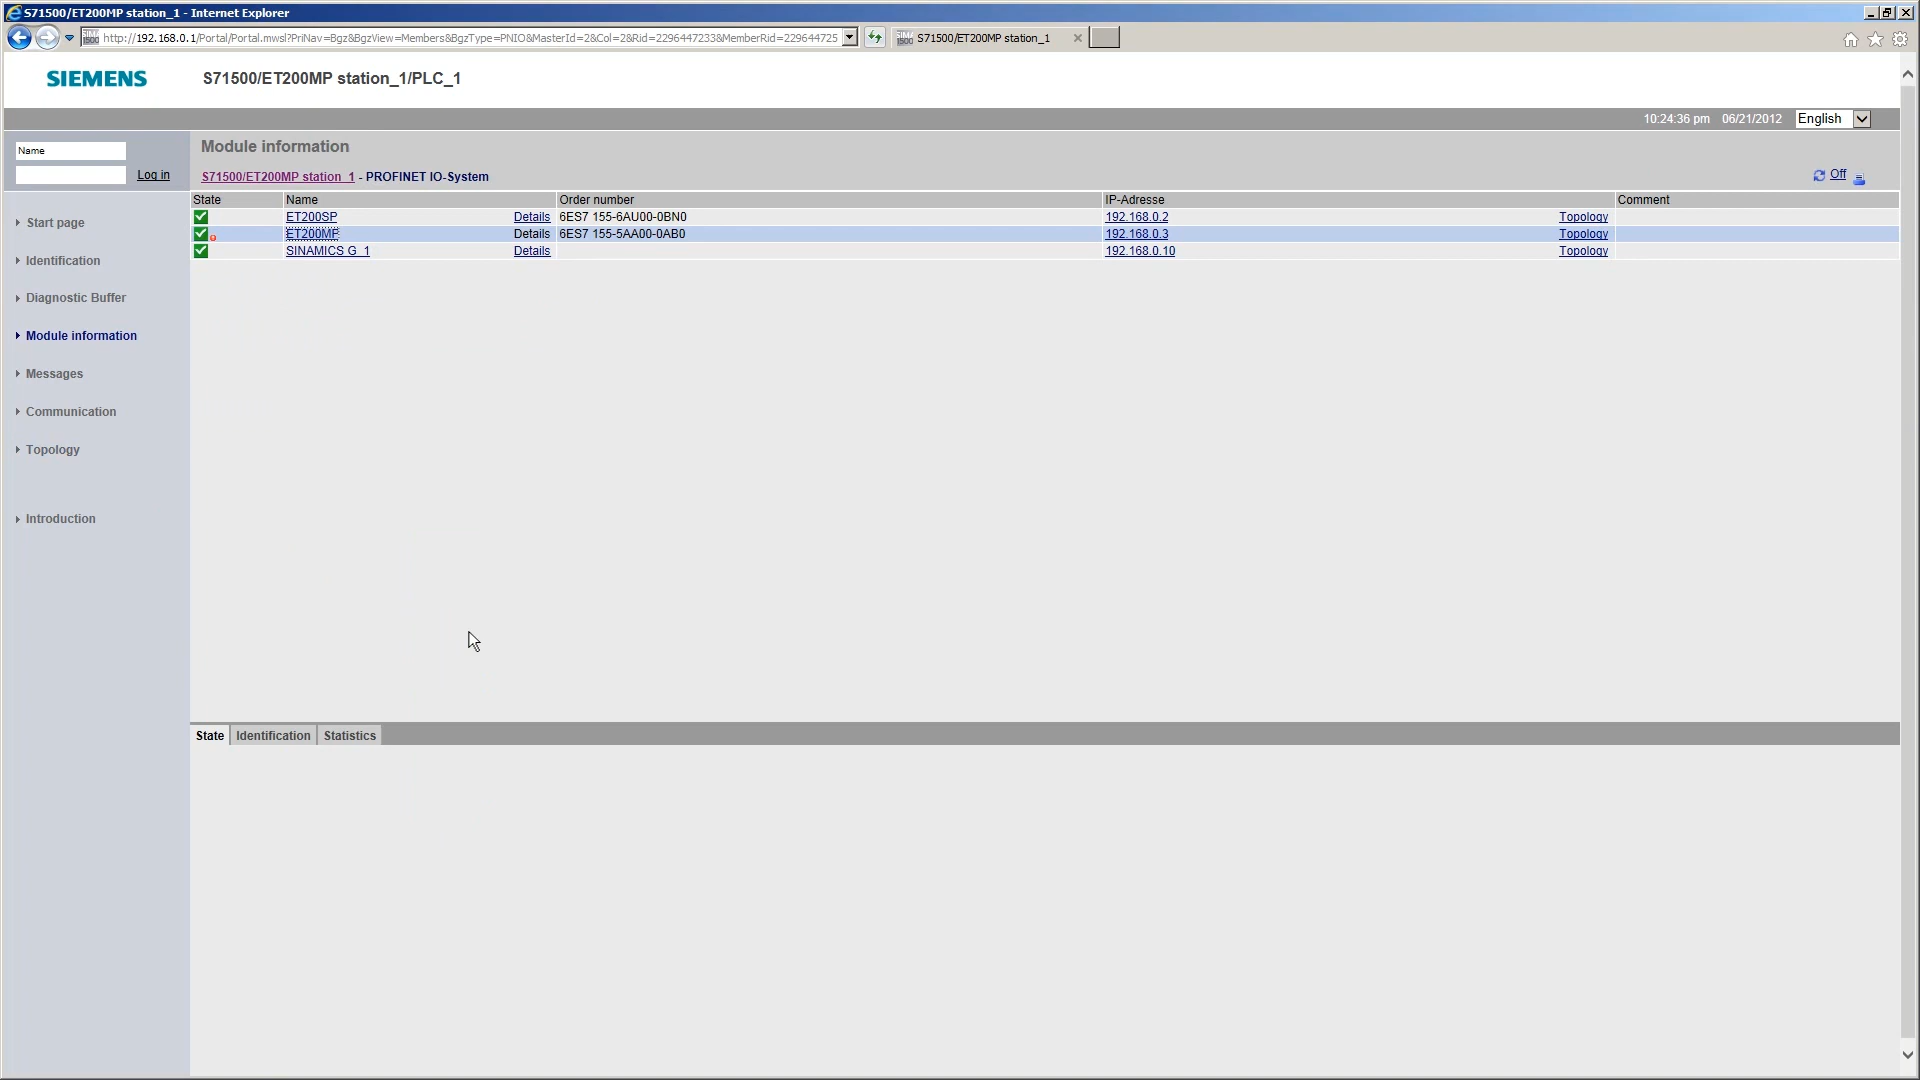 S71500/ET200MP station_1 - Internet Explorer
http://192.168.0.1/Portal/Portal.mwsl?PriNav=Bgz&BgzView=Members&BgzType=PNIO&MasterId=2&Col=2&Rid=2296447233&MemberRid=229644725
S71500/ET200MP station_1
SIEMENS
S71500/ET200MP station_1/PLC_1
10:24:36 pm 06/21/2012 English
Name
Log in
Module information
S71500/ET200MP station_1 - PROFINET IO-System
Off
State Name Order number IP-Adresse Comment
ET200SP Details 6ES7 155-6AU00-0BN0 192.168.0.2 Topology
ET200MP Details 6ES7 155-5AA00-0AB0 192.168.0.3 Topology
SINAMICS G_1 Details 192.168.0.10 Topology
Start page
Identification
Diagnostic Buffer
Module information
Messages
Communication
Topology
Introduction
State Identification Statistics